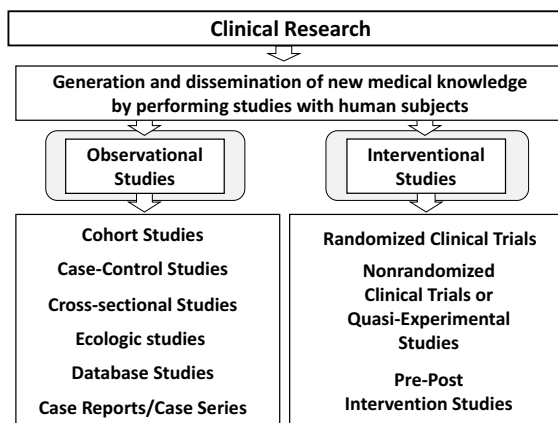 Clinical Research
Generation and dissemination of new medical knowledge
by performing studies with human subjects
Observational
Studies
Interventional
Studies
Cohort Studies
Case-Control Studies
Cross-sectional Studies
Ecologic studies
Database Studies
Case Reports/Case Series
Randomized Clinical Trials
Nonrandomized
Clinical Trials or
Quasi-Experimental
Studies
Pre-Post
Intervention Studies